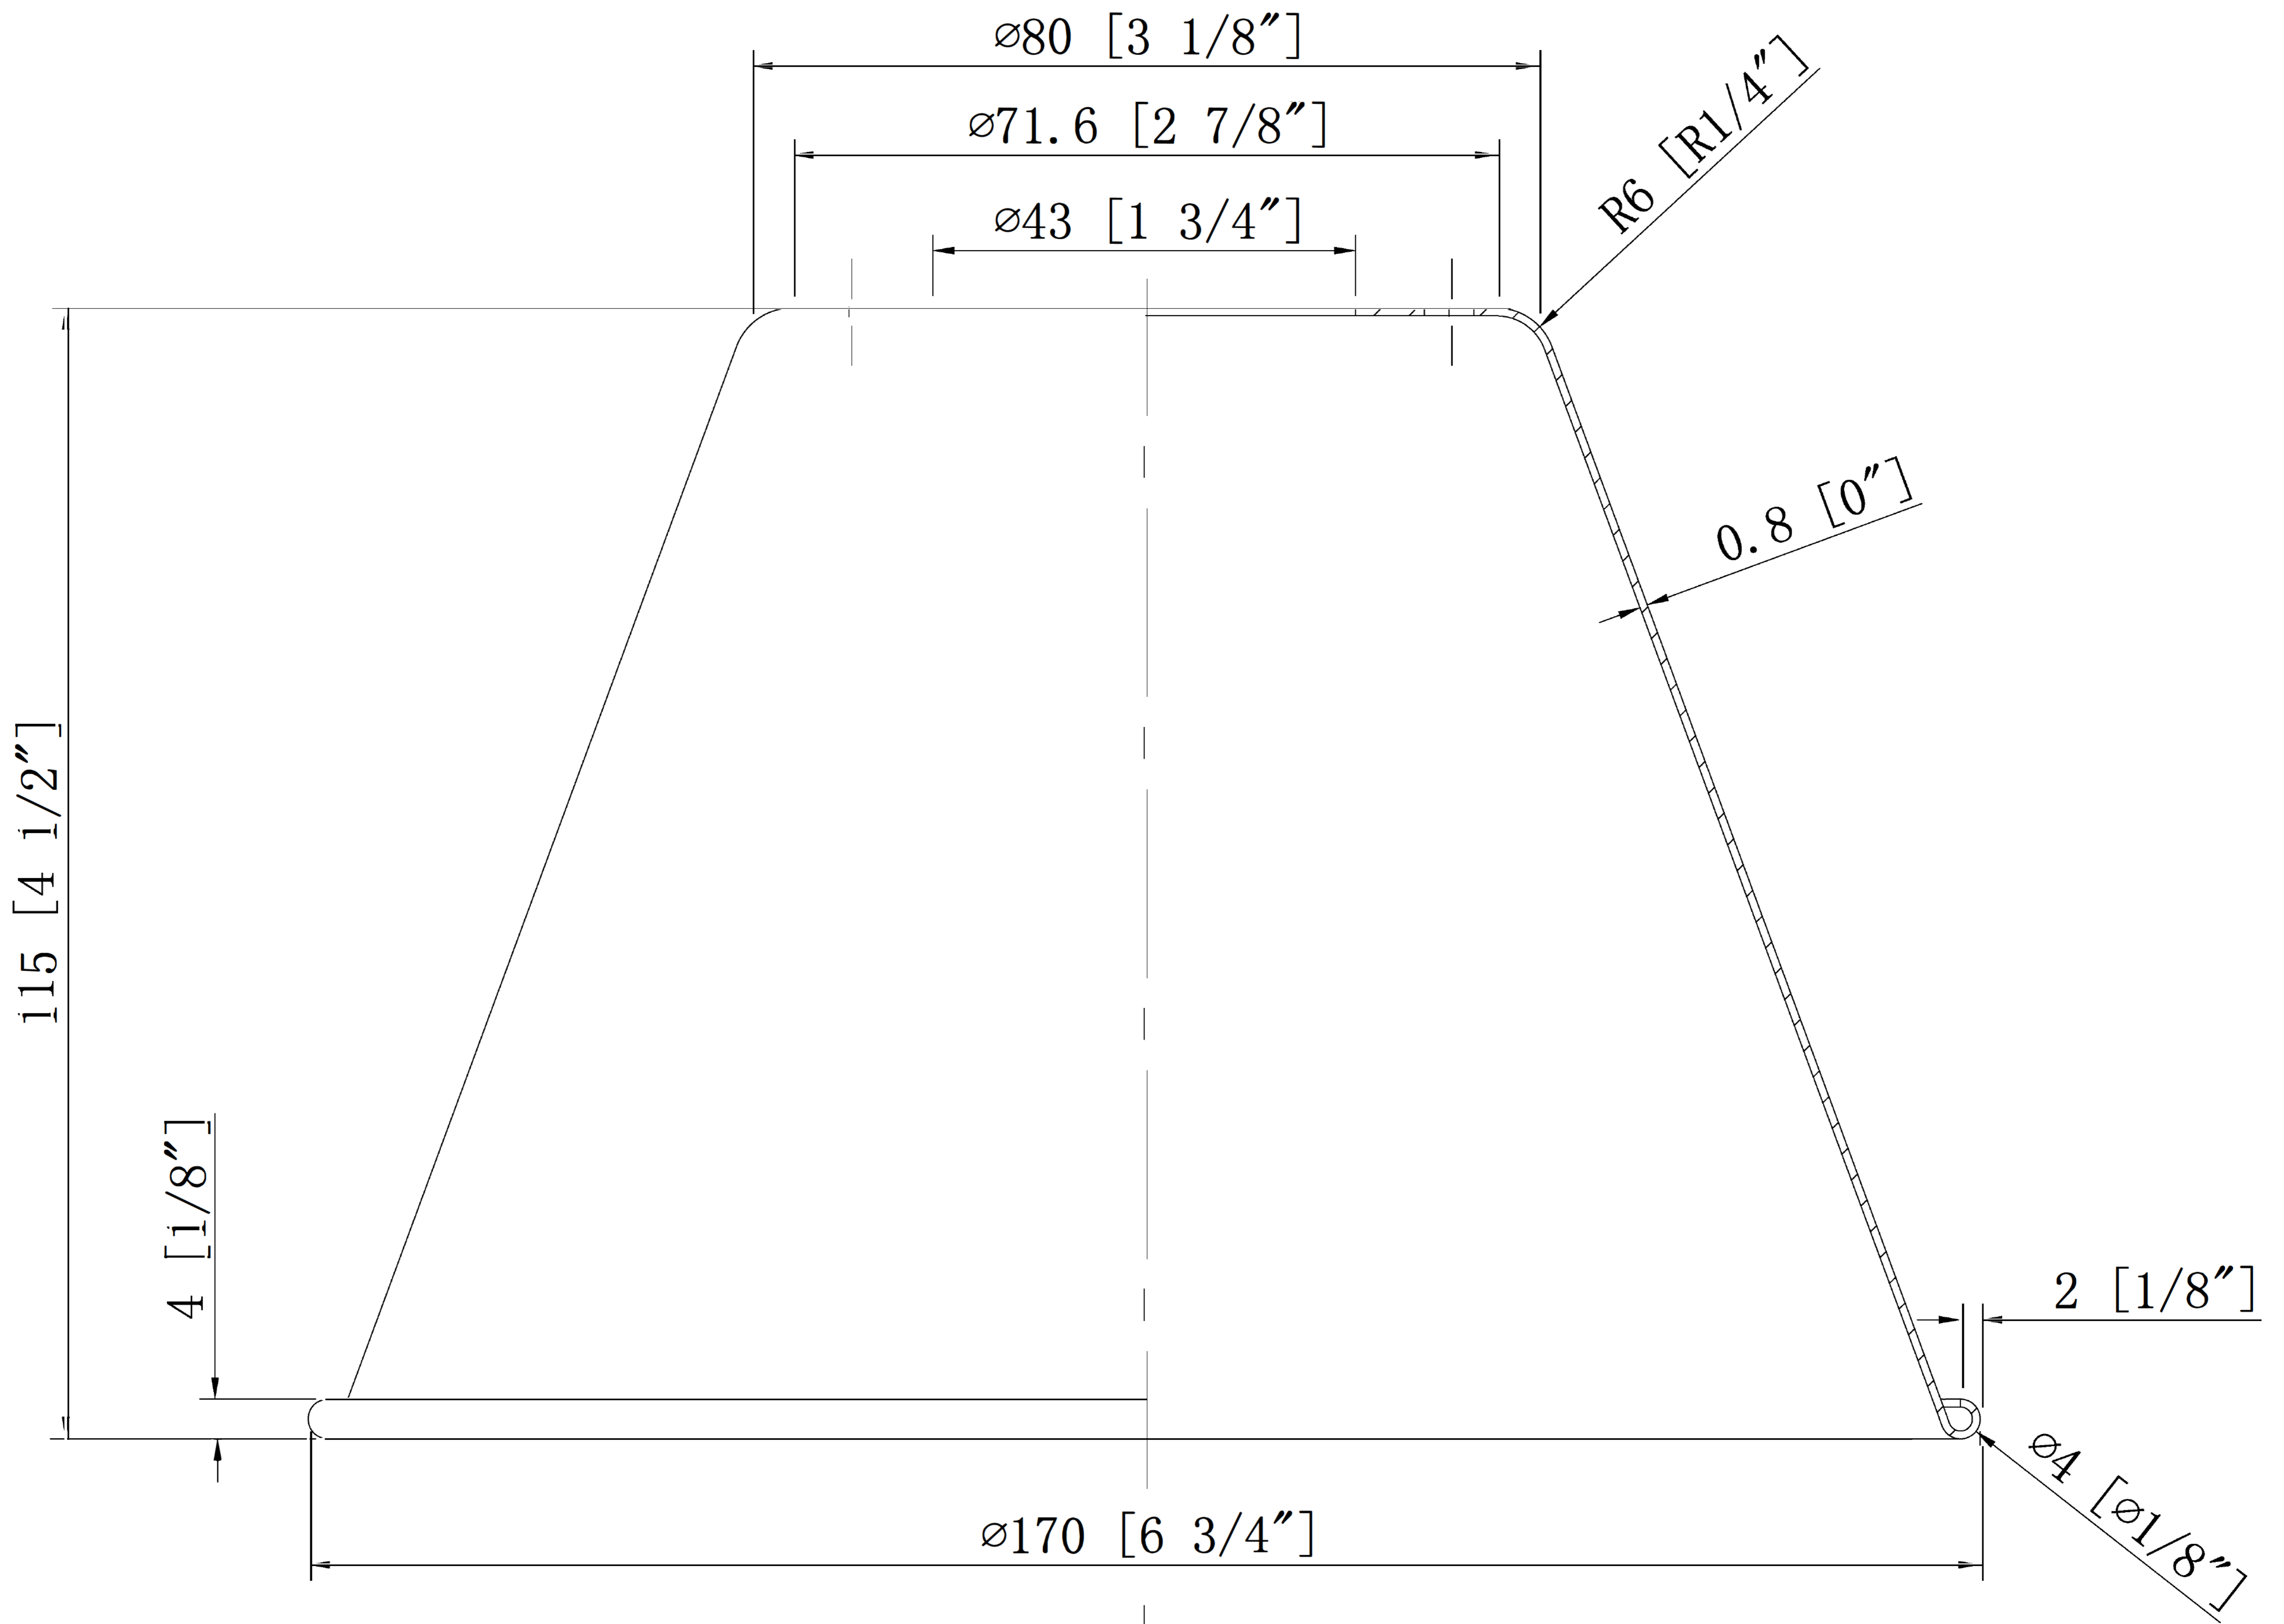 ⌀80 [3 1/8″]
⌀71.6 [2 7/8″]
⌀43 [1 3/4″]
R6 [R1/4″]
0.8 [0″]
115 [4 1/2″]
4 [1/8″]
2 [1/8″]
⌀4 [⌀1/8″]
⌀170 [6 3/4″]